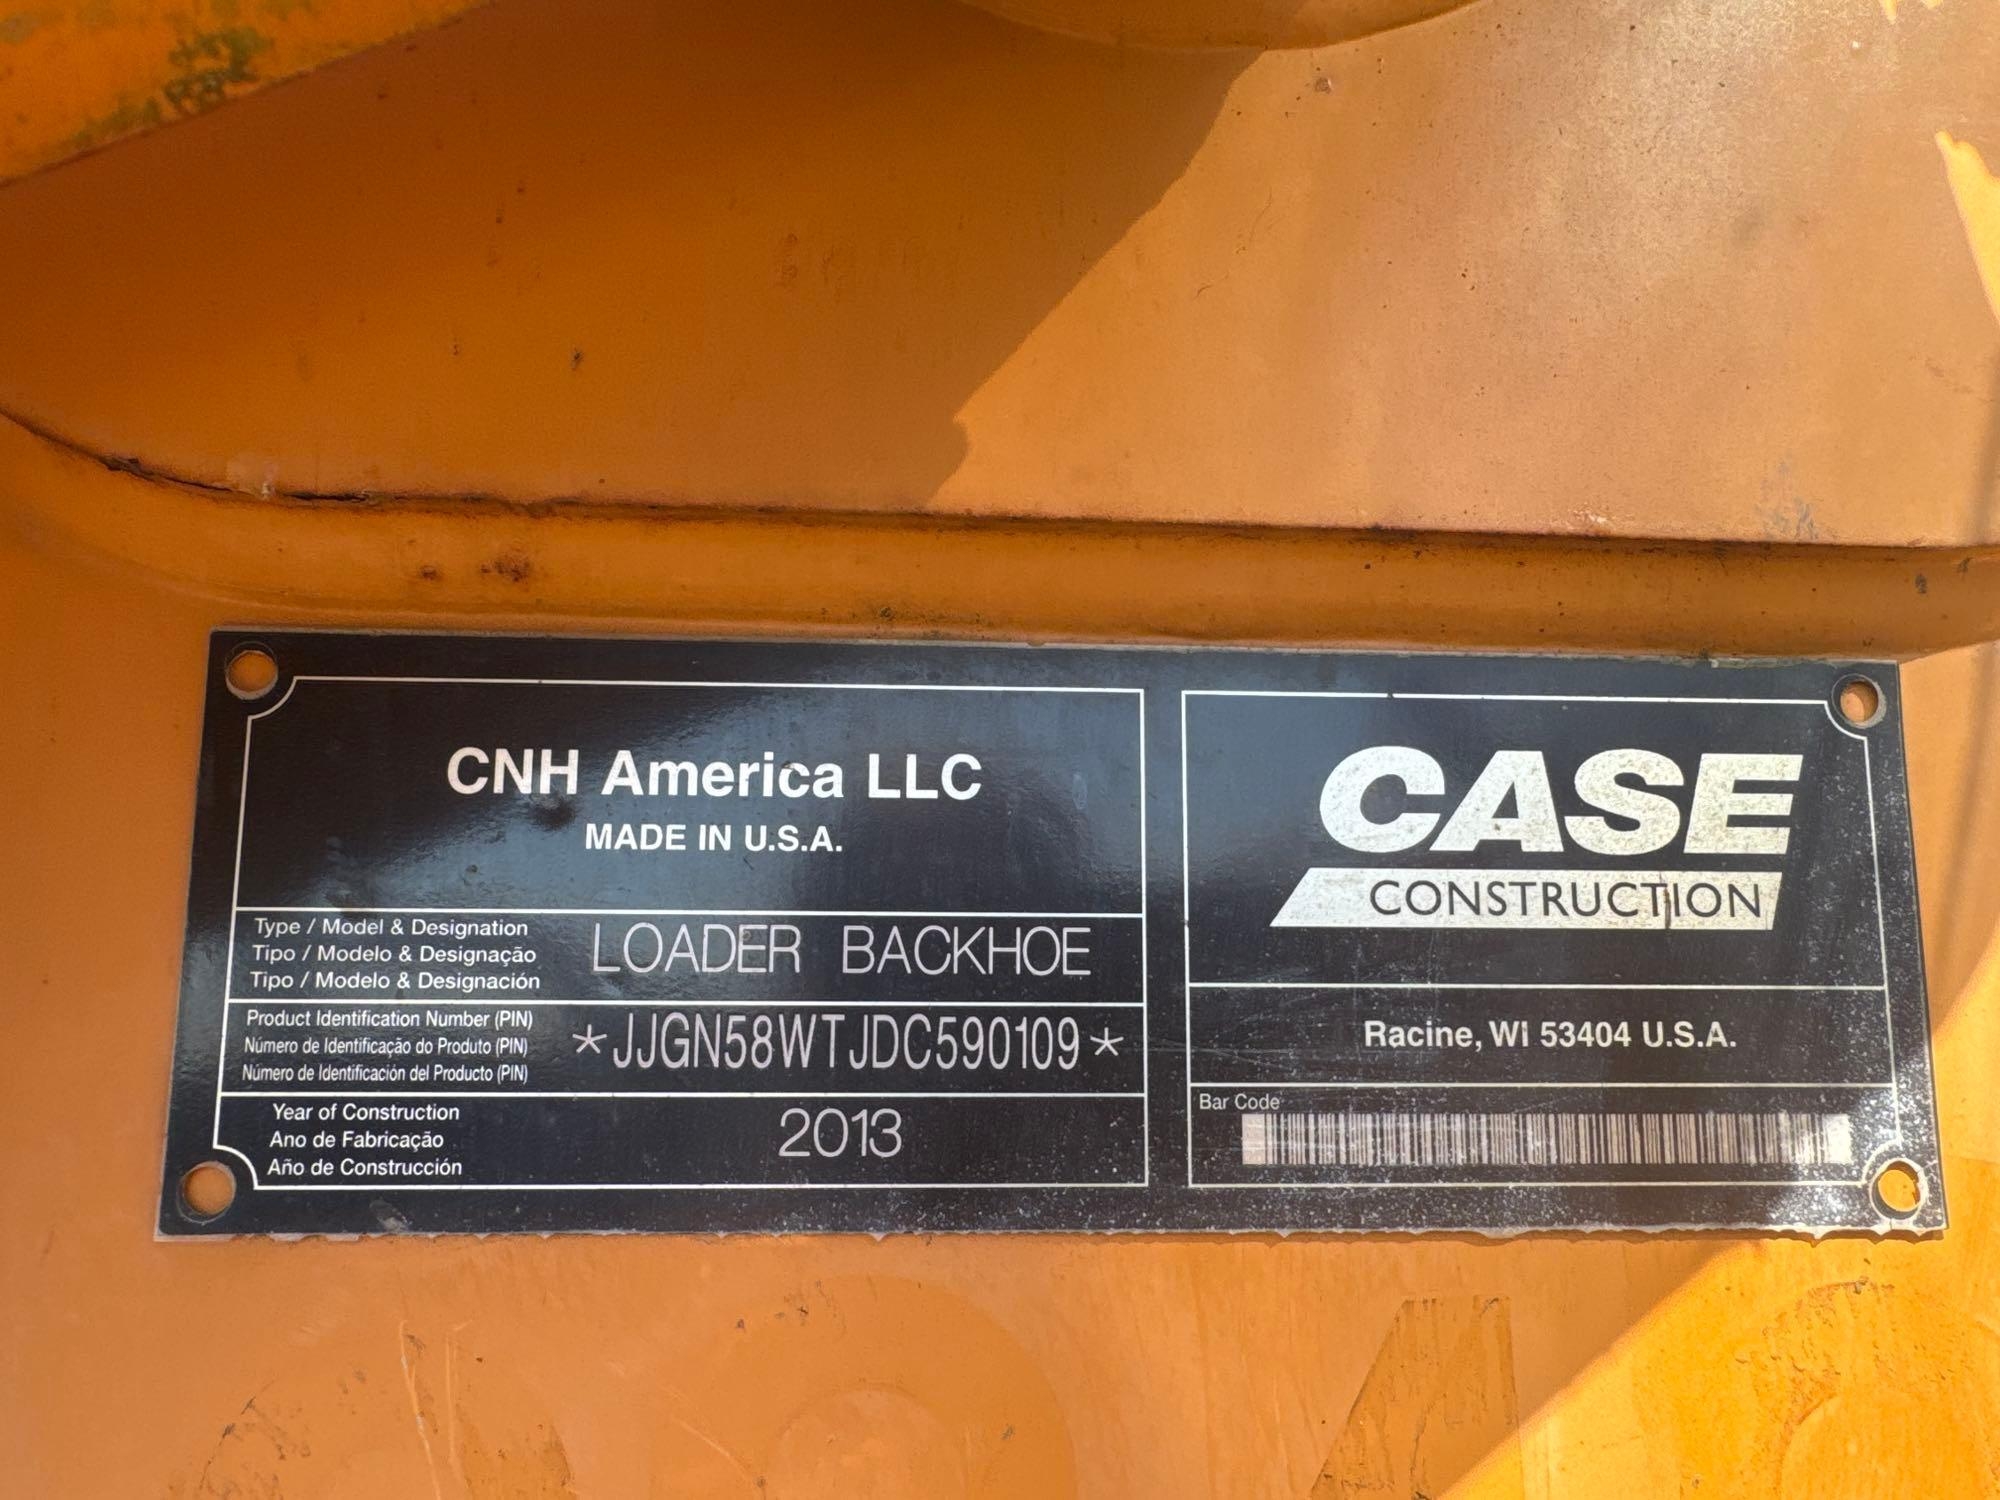 CNH America LLC
MADE IN U.S.A.
Type / Model & Designation
Tipo / Modelo & Designação
Tipo / Modelo & Designación
LOADER BACKHOE
Product Identification Number (PIN)
Número de Identificação do Produto (PIN)
Número de Identificación del Producto (PIN)
*JJGN58WTJDC590109*
Year of Construction
Ano de Fabricação
Año de Construcción
2013
CASE
CONSTRUCTION
Racine, WI 53404 U.S.A.
Bar Code